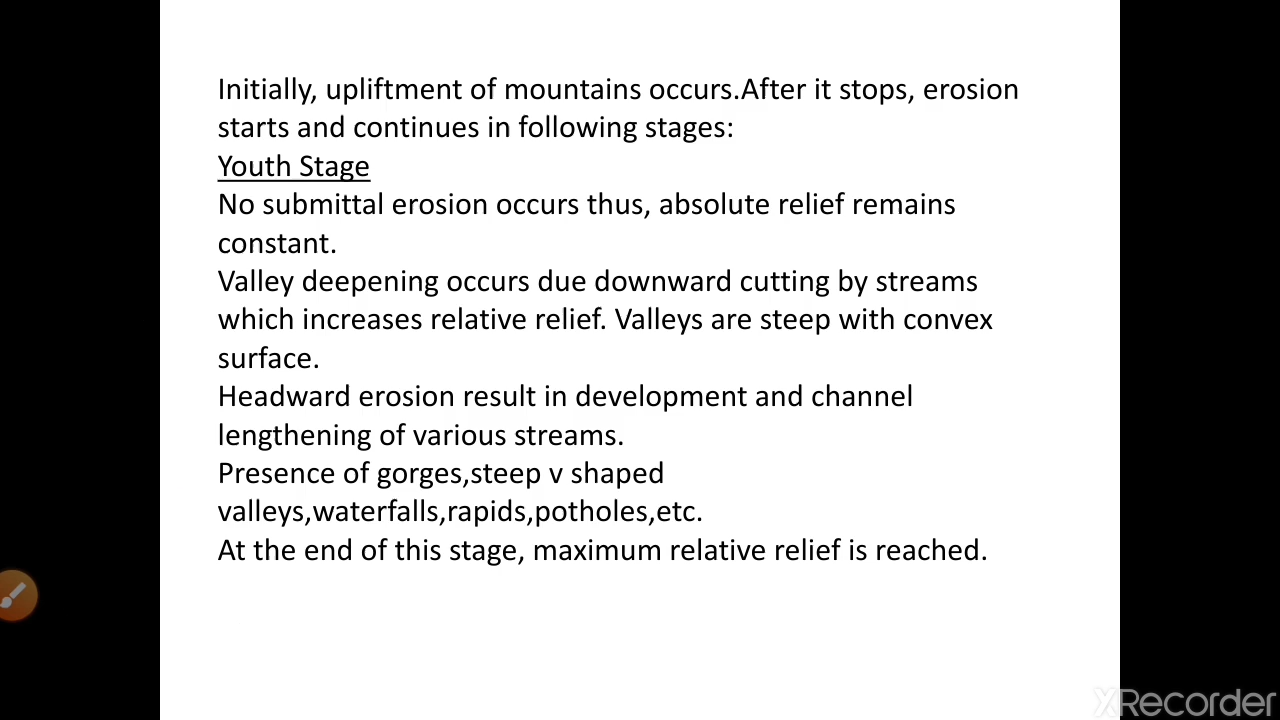 Initially, upliftment of mountains occurs.After it stops, erosion
starts and continues in following stages:
Youth Stage
No submittal erosion occurs thus, absolute relief remains
constant.
Valley deepening occurs due downward cutting by streams
which increases relative relief. Valleys are steep with convex
surface.
Headward erosion result in development and channel
lengthening of various streams.
Presence of gorges,steep v shaped
valleys,waterfalls,rapids,potholes,etc.
At the end of this stage, maximum relative relief is reached.
XRecorder